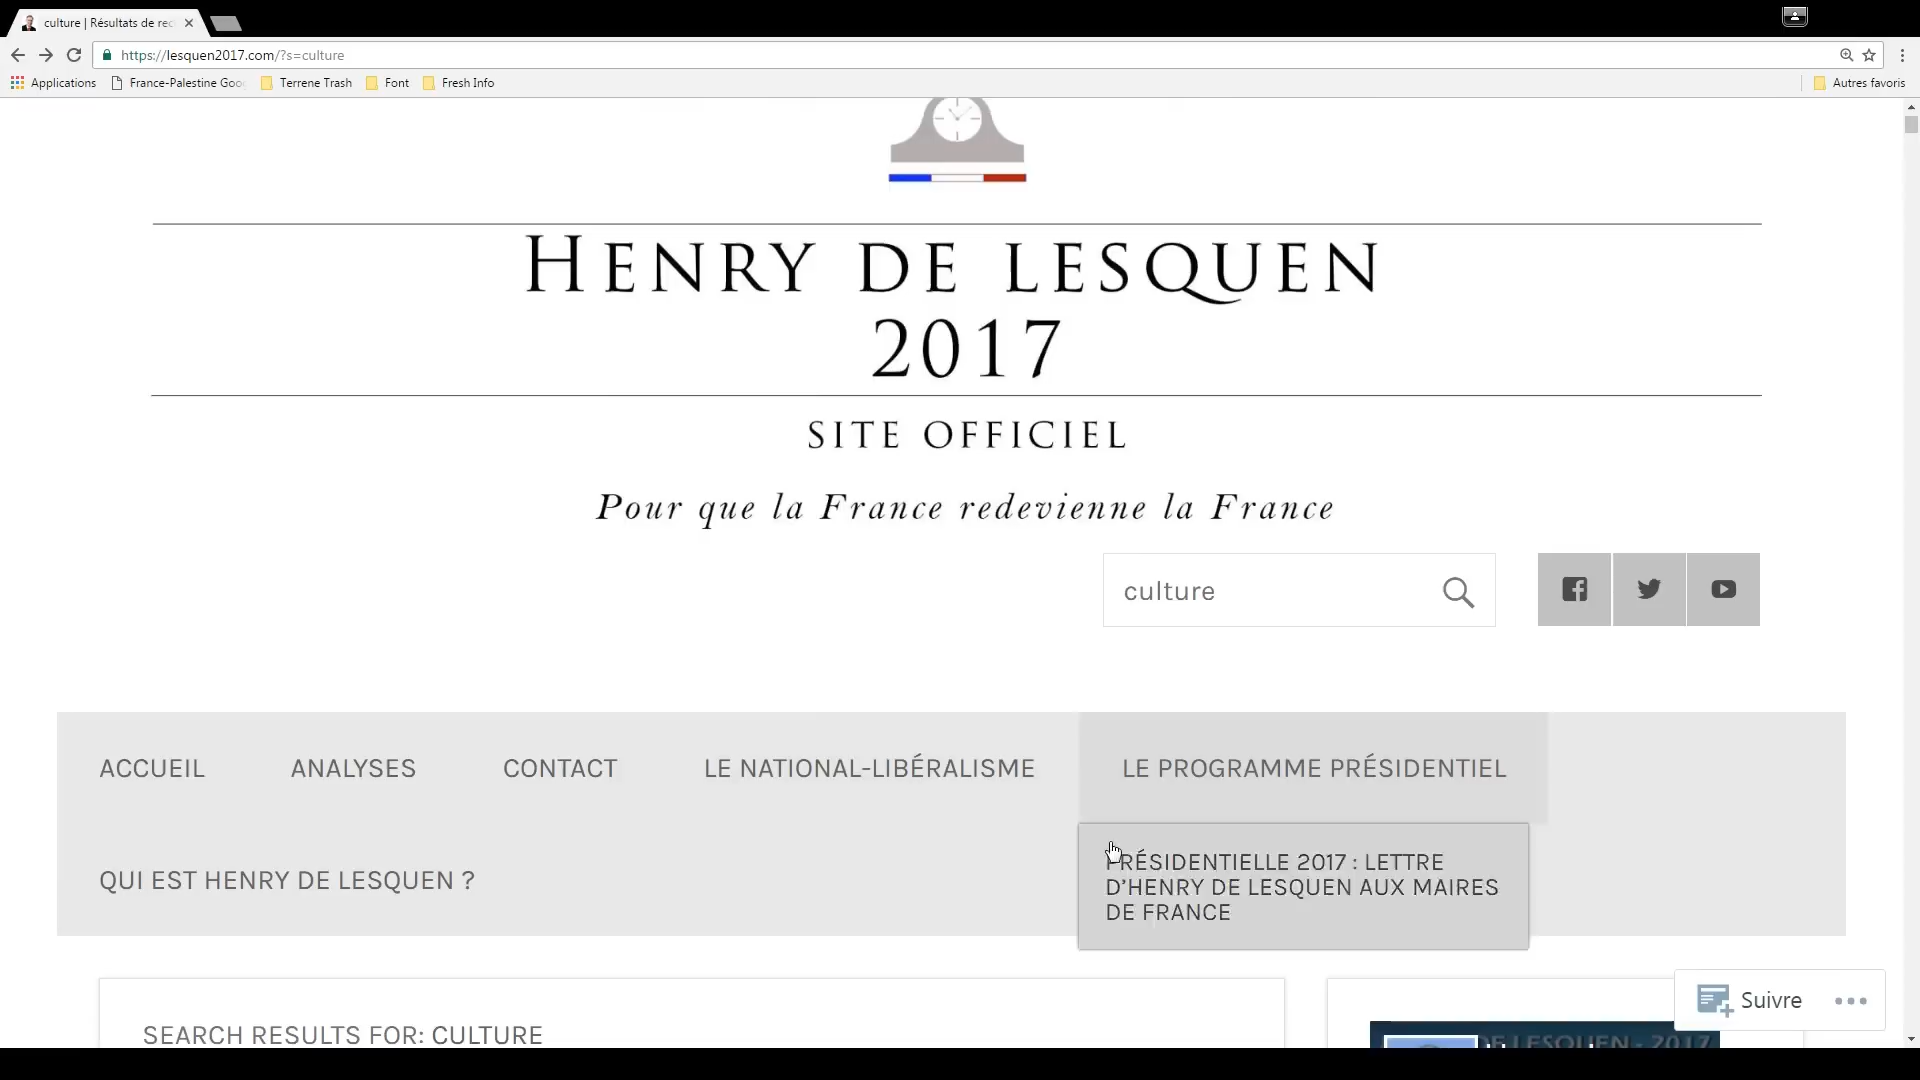 culture | Résultats de rec
https://lesquen2017.com/?s=culture
Applications
France-Palestine Goo
Terrene Trash
Font
Fresh Info
Autres favoris
HENRY DE LESQUEN
2017
SITE OFFICIEL
Pour que la France redevienne la France
culture
ACCUEIL
ANALYSES
CONTACT
LE NATIONAL-LIBÉRALISME
LE PROGRAMME PRÉSIDENTIEL
QUI EST HENRY DE LESQUEN ?
PRÉSIDENTIELLE 2017 : LETTRE
D'HENRY DE LESQUEN AUX MAIRES
DE FRANCE
SEARCH RESULTS FOR: CULTURE
Suivre
DE LESQUEN - 2017